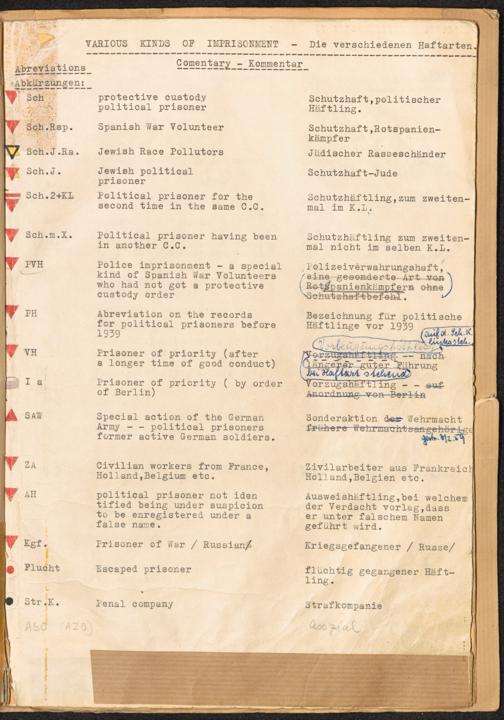 VARIOUS KINDS OF IMPRISONMENT - Die verschiedenen Haftarten.
Abreviations
Comentary - Kommentar
Abkürzungen:
Sch protective custody Schutzhaft,politischer
political prisoner Häftling.
Sch.Rsp. Spanish War Volunteer Schutzhaft,Rotspanien-
kämpfer
Sch.J.Ra. Jewish Race Pollutors Jüdischer Rasseschänder
Sch.J. Jewish political Schutzhaft-Jude
prisoner
Sch.2+KL Political prisoner for the Schutzhäftling,zum zweiten-
second time in the same C.C. mal im K.L.
Sch.m.X. Political prisoner having been Schutzhäftling zum zweiten-
in another C.C. mal nicht im selben K.L.
PVH Police imprisonment - a special Polizeiverwahrungshaft,
kind of Spanish War Volunteers eine gesonderte Art von
who had not got a protective Rotspanienkämpfern ohne
custody order Schutzhaftbefehl.
PH Abreviation on the records Bezeichnung für politische
for political prisoners before Häftlinge vor 1939
1939
auf d. Sch.K.
VH Prisoner of priority (after Vorzugshäftling -- nach
a longer time of good conduct) längerer guter Führung
bei Haftart stehend
I a Prisoner of priority ( by order Vorzugshäftling - - auf
of Berlin) Anordnung von Berlin
SAW Special action of the German Sonderaktion der Wehrmacht
Army - - political prisoners frühere Wehrmachtsangehörige
former active German soldiers.
ZA Civilian workers from France, Zivilarbeiter aus Frankreich
Holland,Belgium etc. Holland,Belgien etc.
AH political prisoner not iden Ausweishäftling,bei welchem
tified being under suspicion der Verdacht vorlag,dass
to be enregistered under a er unter falschem Namen
false name. geführt wird.
Kgf. Prisoner of War / Russian/ Kriegsgefangener / Russe/
Flucht Escaped prisoner flüchtig gegangener Häft-
ling.
Str.K. Penal company Strafkompanie
ASO (AZO) asozial